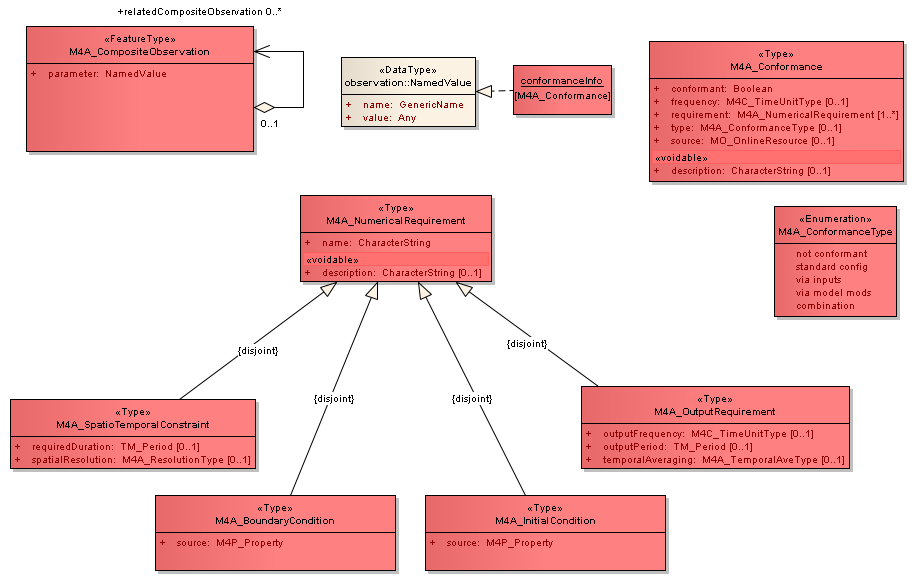 +relatedCompositeObservation 0..*
«FeatureType»
M4A_CompositeObservation
+ parameter: NamedValue
0..1
«DataType»
observation::NamedValue
+ name: GenericName
+ value: Any
conformanceInfo
[M4A_Conformance]
«Type»
M4A_Conformance
+ conformant: Boolean
+ frequency: M4C_TimeUnitType [0..1]
+ requirement: M4A_NumericalRequirement [1..*]
+ type: M4A_ConformanceType [0..1]
+ source: MO_OnlineResource [0..1]
«voidable»
+ description: CharacterString [0..1]
«Type»
M4A_NumericalRequirement
+ name: CharacterString
«voidable»
+ description: CharacterString [0..1]
«Enumeration»
M4A_ConformanceType
not conformant
standard config
via inputs
via model mods
combination
{disjoint}
{disjoint}
{disjoint}
{disjoint}
«Type»
M4A_SpatioTemporalConstraint
+ requiredDuration: TM_Period [0..1]
+ spatialResolution: M4A_ResolutionType [0..1]
«Type»
M4A_OutputRequirement
+ outputFrequency: M4C_TimeUnitType [0..1]
+ outputPeriod: TM_Period [0..1]
+ temporalAveraging: M4A_TemporalAveType [0..1]
«Type»
M4A_BoundaryCondition
+ source: M4P_Property
«Type»
M4A_InitialCondition
+ source: M4P_Property